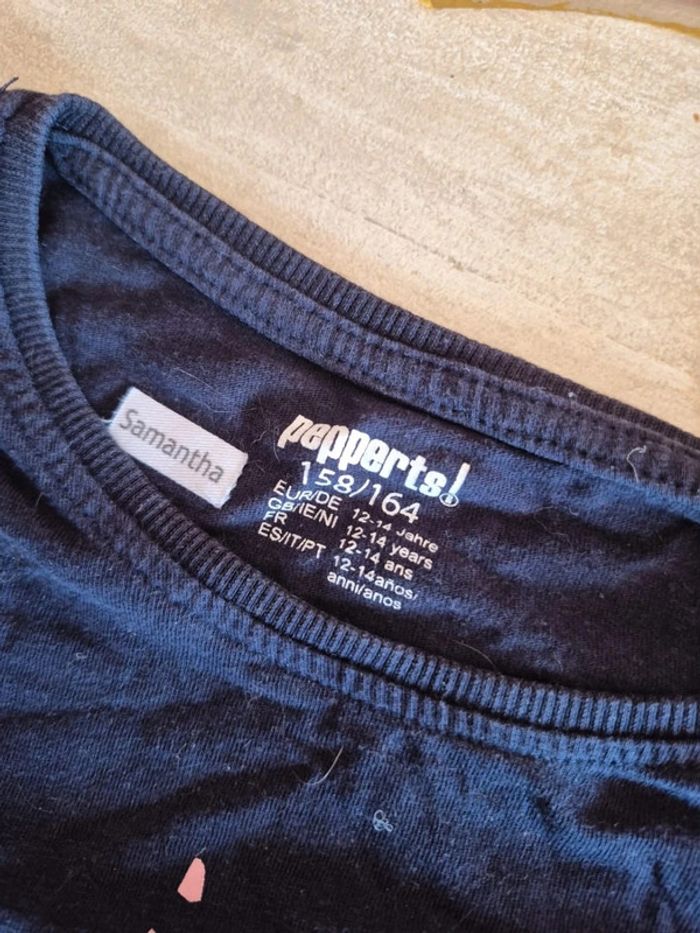 Samantha
pepperts!®
158/164
EUR/DE 12-14 Jahre
GB/IE/NI 12-14 years
FR 12-14 ans
ES/IT/PT 12-14años/
anni/anos